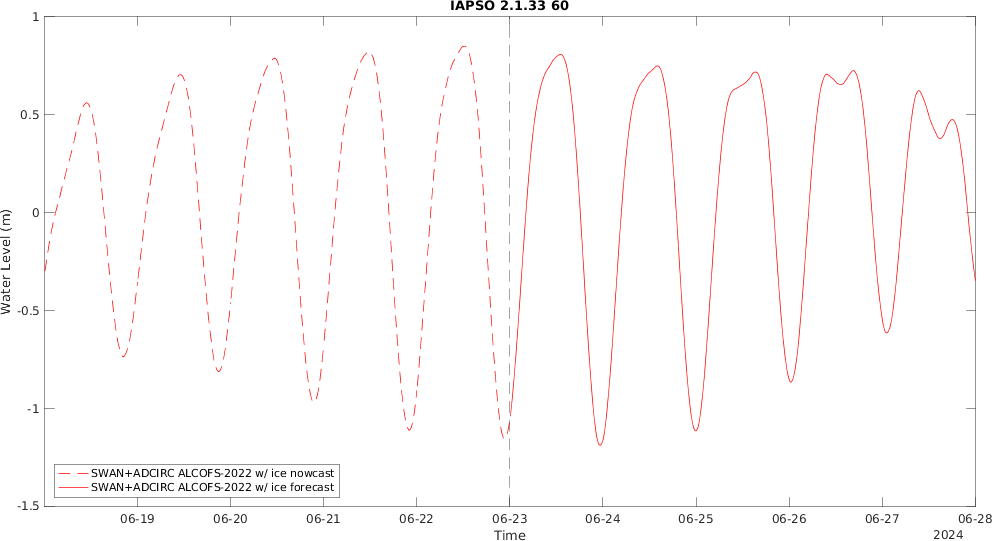 IAPSO 2.1.33 60
Water Level (m)
1
0.5
0
-0.5
-1
-1.5
SWAN+ADCIRC ALCOFS-2022 w/ ice nowcast
SWAN+ADCIRC ALCOFS-2022 w/ ice forecast
06-19 06-20 06-21 06-22 06-23 06-24 06-25 06-26 06-27 06-28
Time
2024